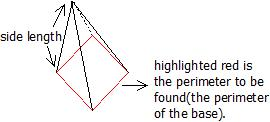 side length
highlighted red is
the perimeter to be
found(the perimeter
of the base).